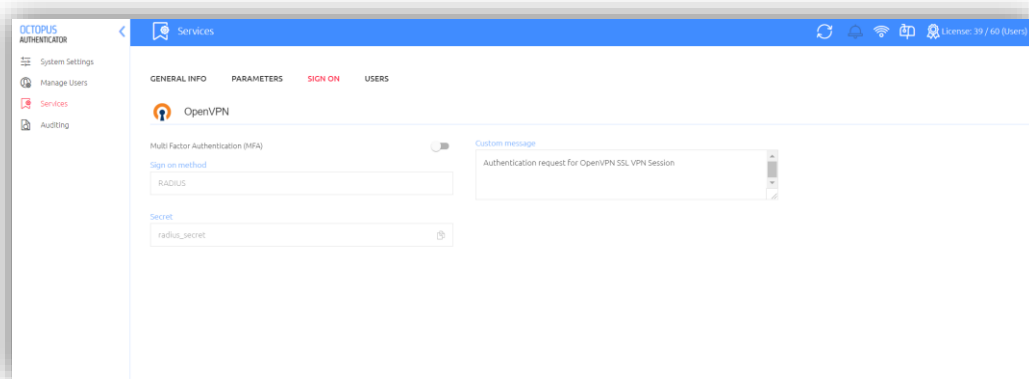 OCTOPUS
AUTHENTICATOR
Services
License: 39 / 60 (Users)
System Settings
Manage Users
Services
Auditing
GENERAL INFO
PARAMETERS
SIGN ON
USERS
OpenVPN
Multi Factor Authentication (MFA)
Custom message
Authentication request for OpenVPN SSL VPN Session
Sign on method
RADIUS
Secret
radius_secret